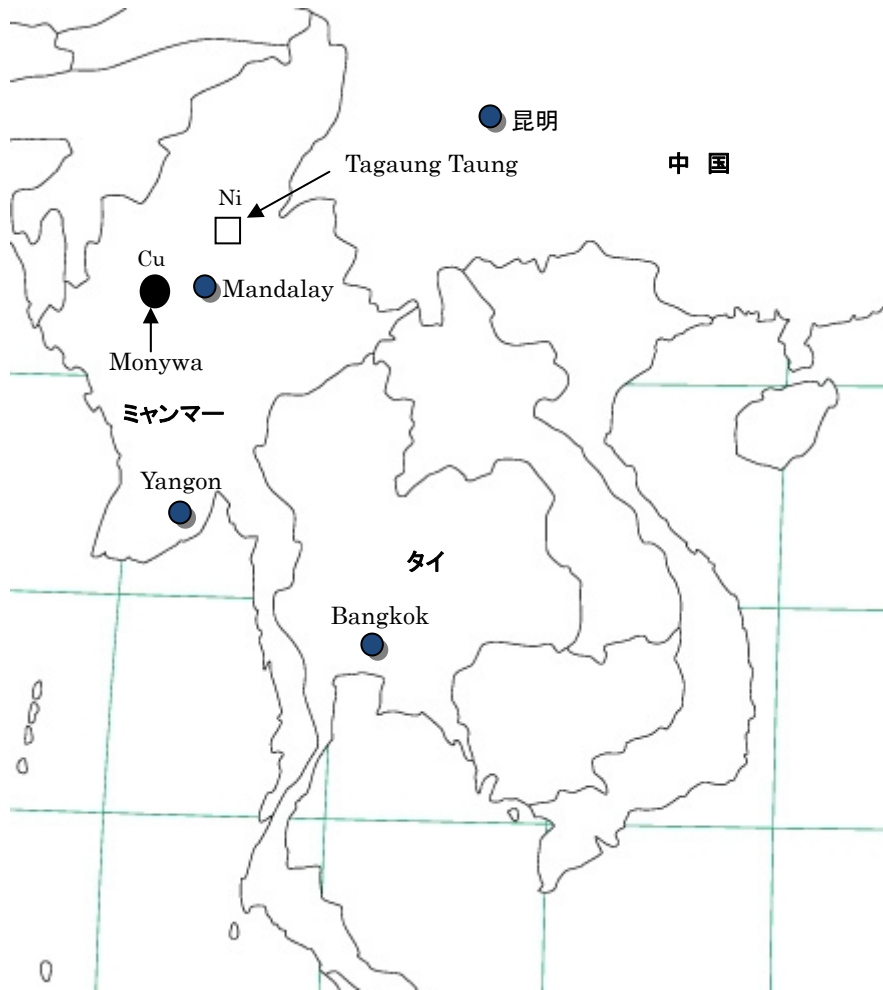 昆明
中 国
Tagaung Taung
Ni
Cu
Mandalay
Monywa
ミャンマー
Yangon
タイ
Bangkok